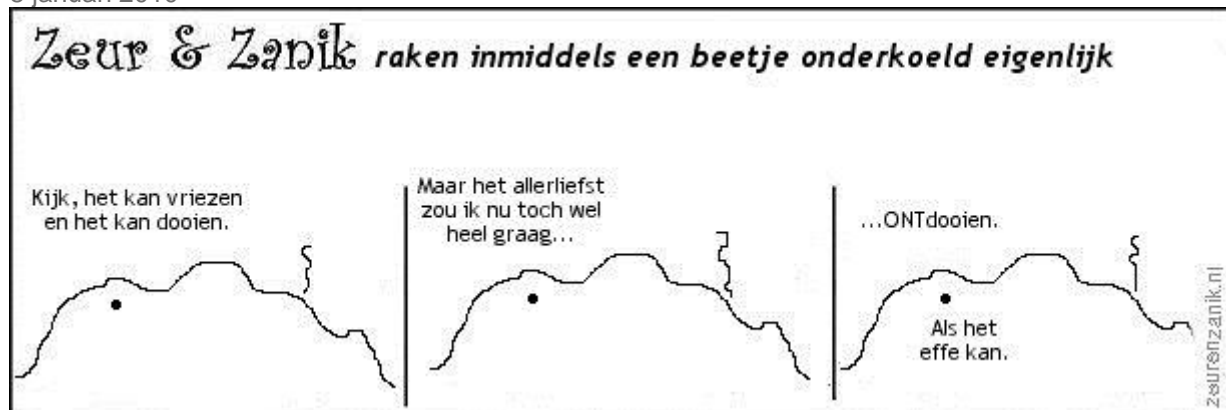 Zeur & Zanik raken inmiddels een beetje onderkoeld eigenlijk
Kijk, het kan vriezen
en het kan dooien.
Maar het allerliefst
zou ik nu toch wel
heel graag...
...ONTdooien.
Als het
effe kan.
zeurenzanik.nl